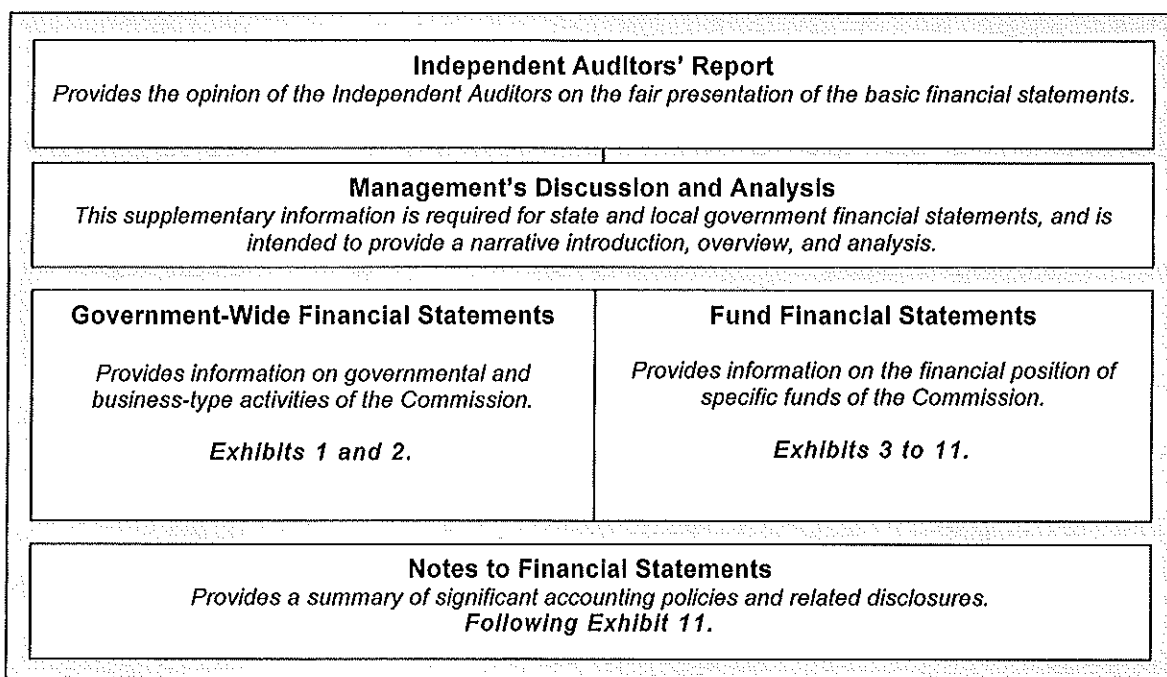 Independent Auditors' Report
Provides the opinion of the Independent Auditors on the fair presentation of the basic financial statements.
Management's Discussion and Analysis
This supplementary information is required for state and local government financial statements, and is
intended to provide a narrative introduction, overview, and analysis.
Government-Wide Financial Statements
Provides information on governmental and
business-type activities of the Commission.
Exhibits 1 and 2.
Fund Financial Statements
Provides information on the financial position of
specific funds of the Commission.
Exhibits 3 to 11.
Notes to Financial Statements
Provides a summary of significant accounting policies and related disclosures.
Following Exhibit 11.